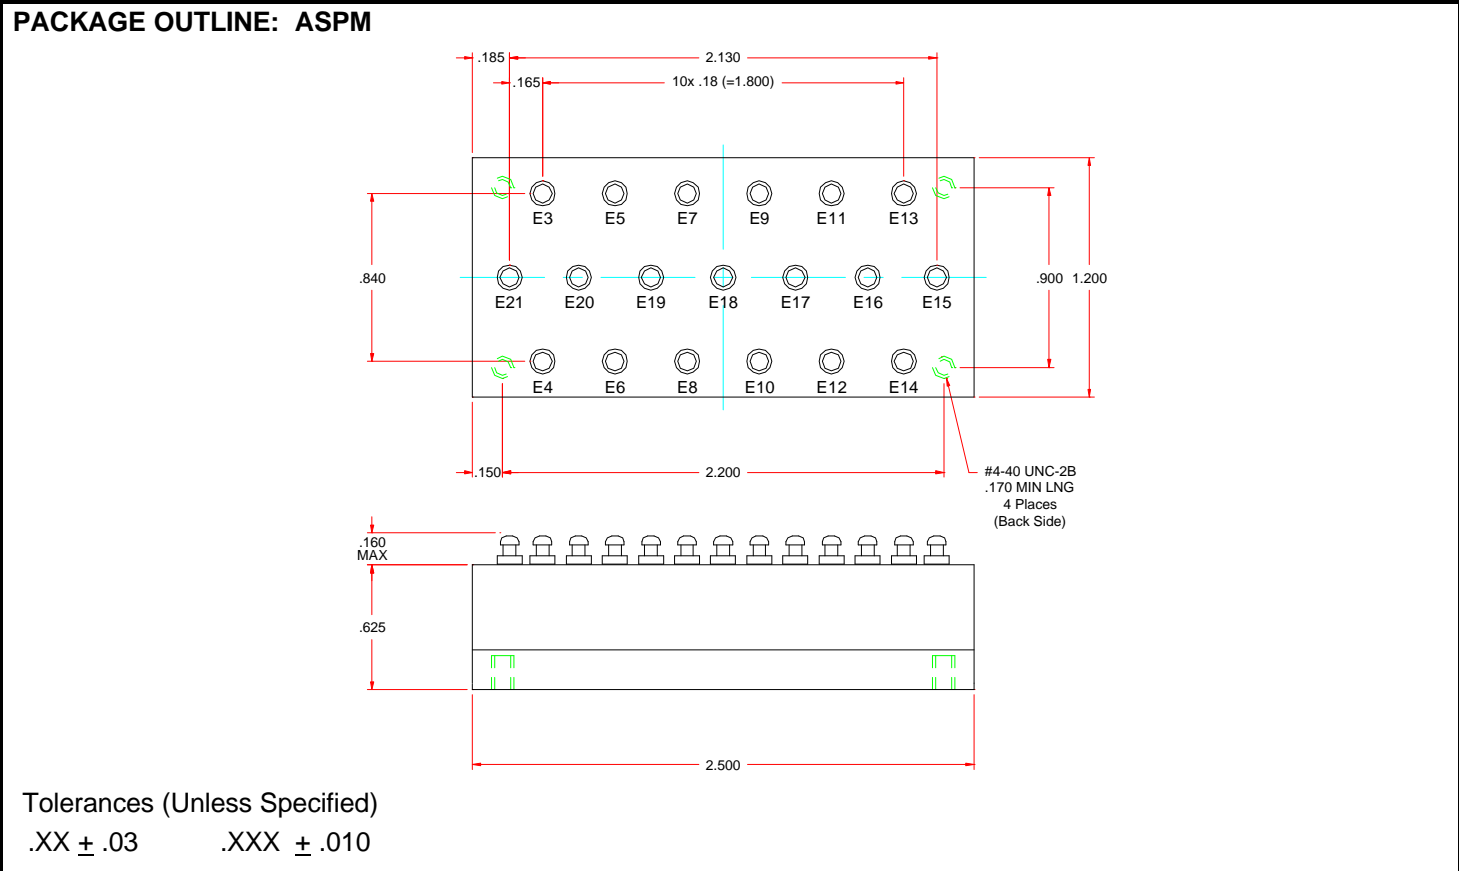 PACKAGE OUTLINE: ASPM
.185
2.130
.165
10x .18 (=1.800)
E3 E5 E7 E9 E11 E13
.840
.900 1.200
E21 E20 E19 E18 E17 E16 E15
E4 E6 E8 E10 E12 E14
.150
2.200
#4-40 UNC-2B
.170 MIN LNG
4 Places
(Back Side)
.160
MAX
.625
2.500
Tolerances (Unless Specified)
.XX ± .03 .XXX ± .010